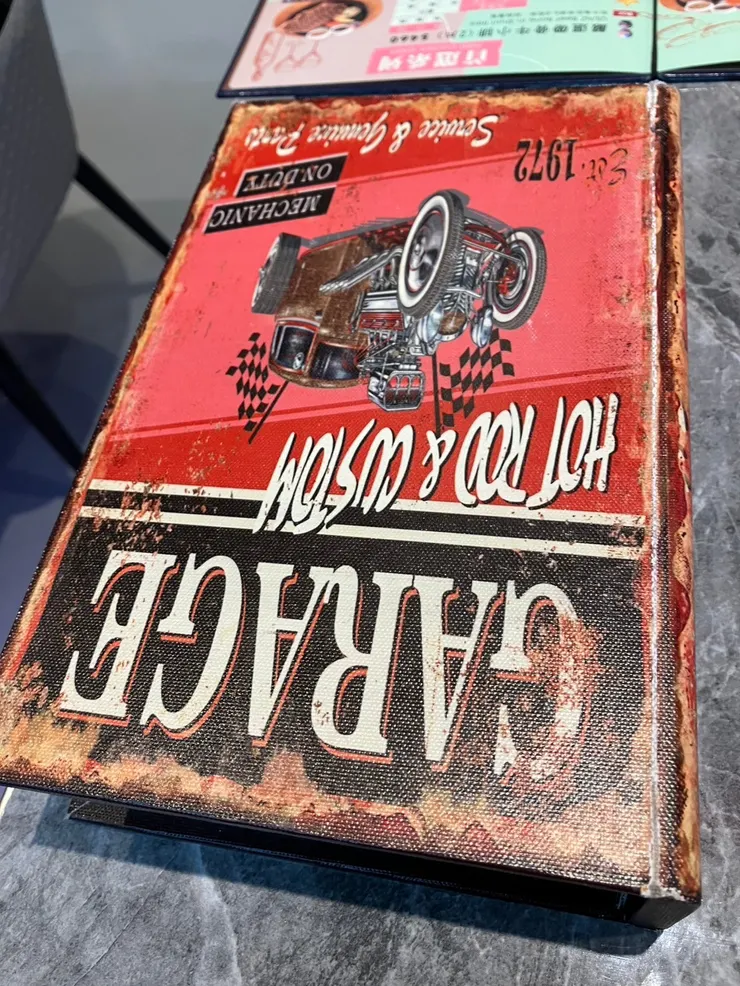 GARAGE
HOT ROD & CUSTOM
Est. 1972
MECHANIC
ON DUTY
Service & Genuine Parts